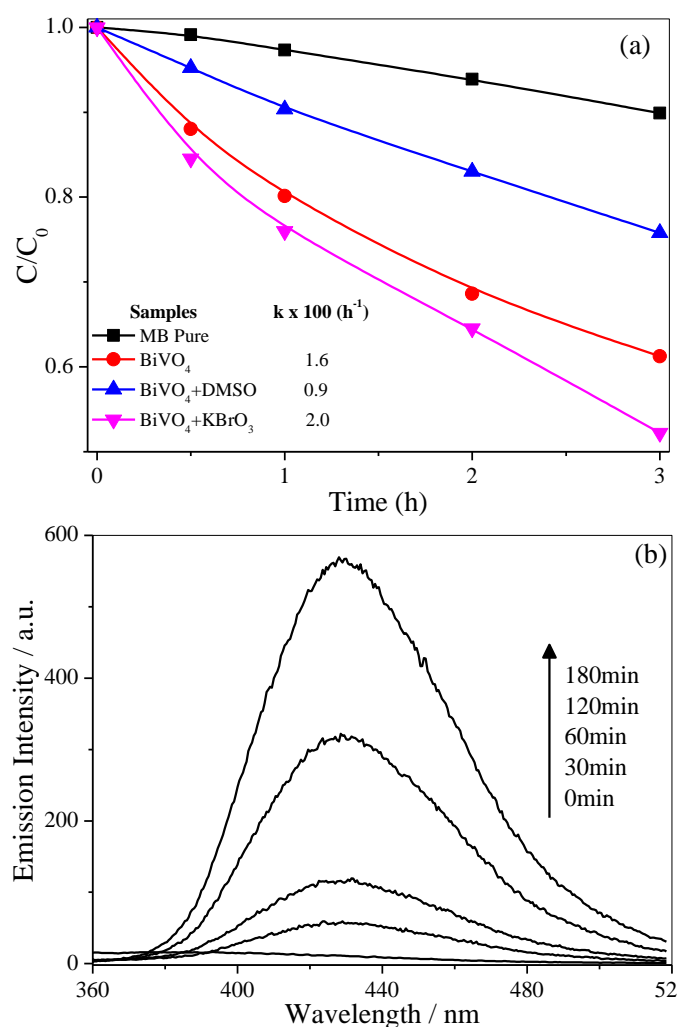 (a)
1.0
0.8
0.6
C/C₀
Samples k x 100 (h⁻¹)
MB Pure
BiVO₄ 1.6
BiVO₄+DMSO 0.9
BiVO₄+KBrO₃ 2.0
0 1 2 3
Time (h)
(b)
600
400
200
0
Emission Intensity / a.u.
180min
120min
60min
30min
0min
360 400 440 480 52
Wavelength / nm